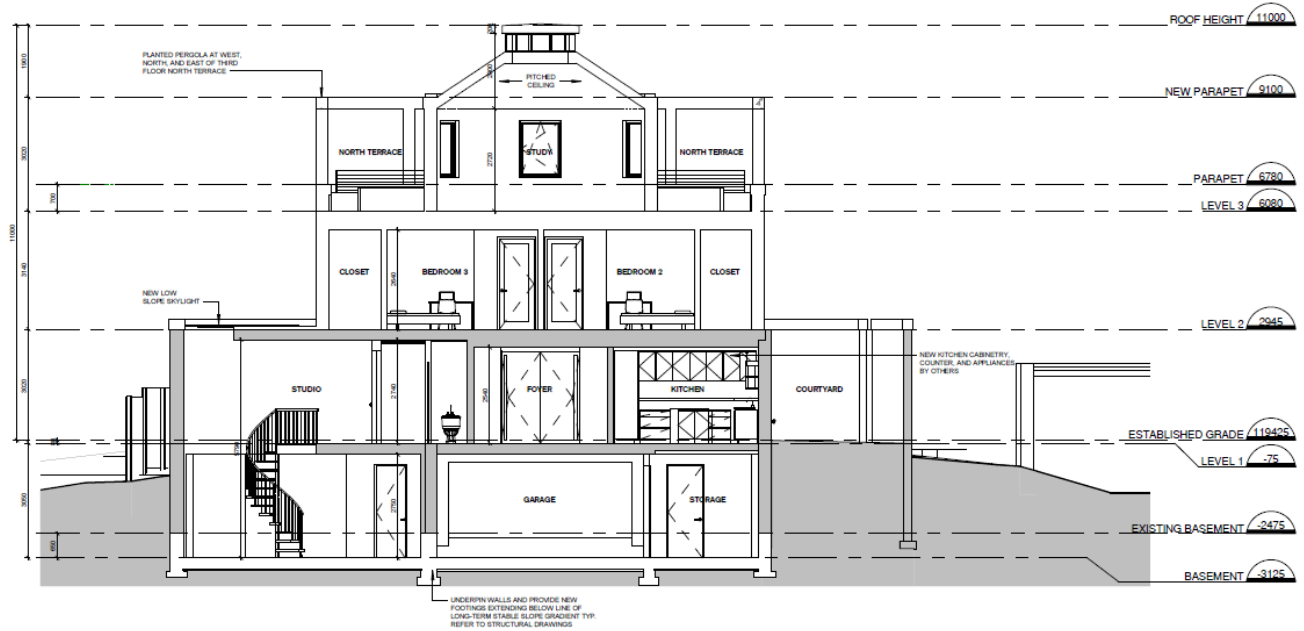 ROOF HEIGHT 11000
PLANTED PERGOLA AT WEST,
NORTH, AND EAST OF THIRD
FLOOR NORTH TERRACE
PITCHED
CEILING
NEW PARAPET 9100
1900
NORTH TERRACE
STUDY
NORTH TERRACE
3020
2720
PARAPET 6780
700
LEVEL 3 6080
11000
3140
2640
CLOSET
BEDROOM 3
BEDROOM 2
CLOSET
NEW LOW
SLOPE SKYLIGHT
LEVEL 2 2945
NEW KITCHEN CABINETRY,
COUNTER, AND APPLIANCES
BY OTHERS
STUDIO
FOYER
KITCHEN
COURTYARD
3020
2740
2540
ESTABLISHED GRADE 119425
LEVEL 1 -75
5790
3050
2750
GARAGE
STORAGE
650
EXISTING BASEMENT -2475
BASEMENT -3125
UNDERPIN WALLS AND PROVIDE NEW
FOOTINGS EXTENDING BELOW LINE OF
LONG-TERM STABLE SLOPE GRADIENT TYP.
REFER TO STRUCTURAL DRAWINGS